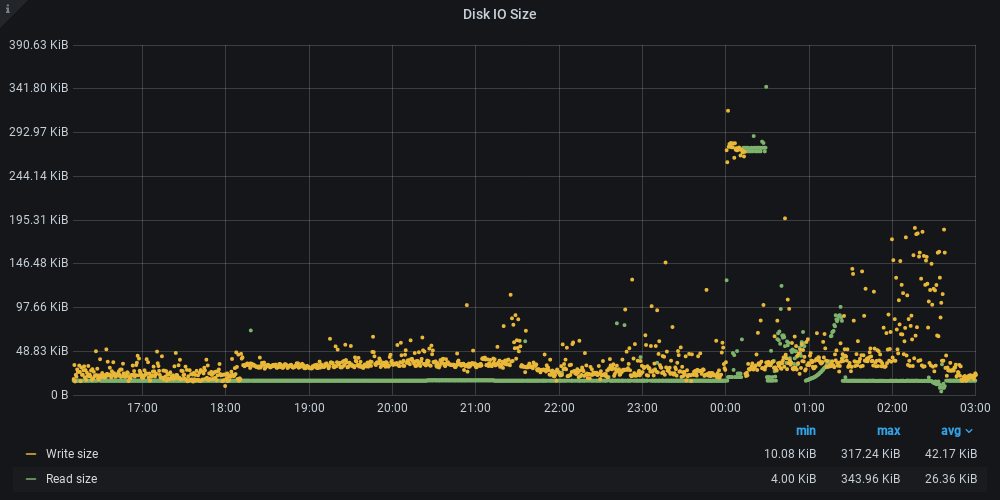 i
Disk IO Size
390.63 KiB
341.80 KiB
292.97 KiB
244.14 KiB
195.31 KiB
146.48 KiB
97.66 KiB
48.83 KiB
0 B
17:00 18:00 19:00 20:00 21:00 22:00 23:00 00:00 01:00 02:00 03:00
min max avg
Write size 10.08 KiB 317.24 KiB 42.17 KiB
Read size 4.00 KiB 343.96 KiB 26.36 KiB